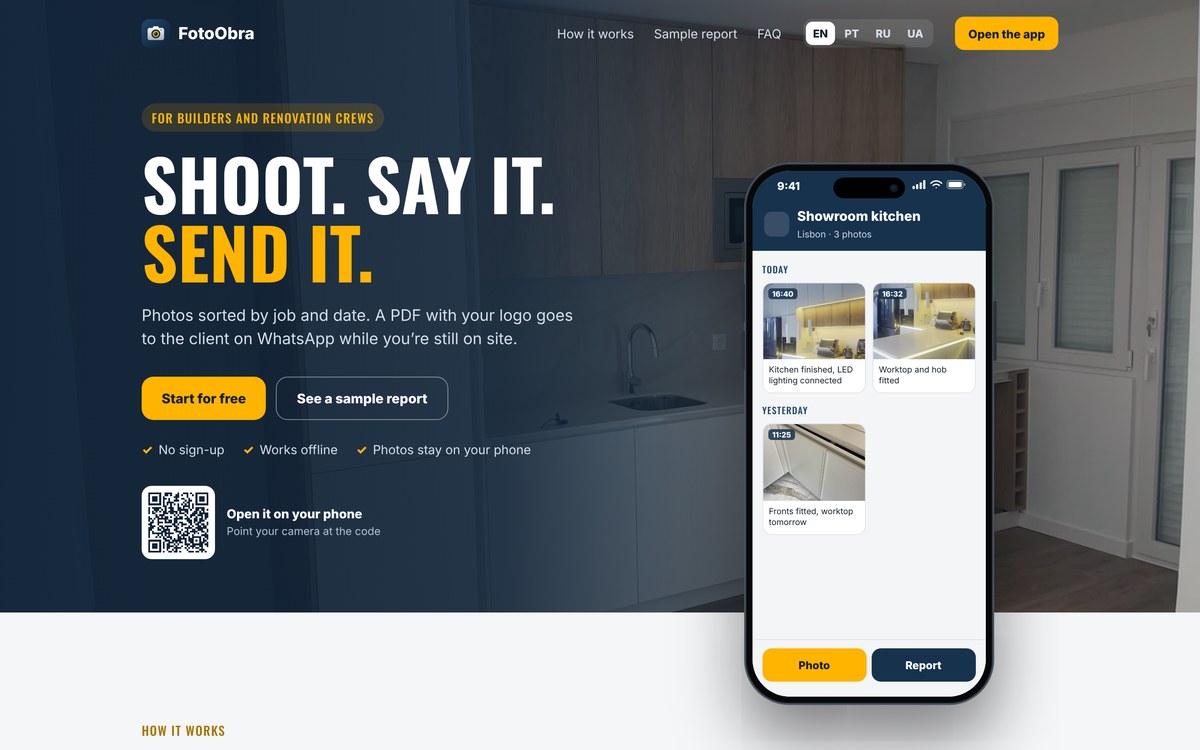 FotoObra
How it works
Sample report
FAQ
EN
PT
RU
UA
Open the app
FOR BUILDERS AND RENOVATION CREWS
SHOOT. SAY IT.
SEND IT.
Photos sorted by job and date. A PDF with your logo goes
to the client on WhatsApp while you’re still on site.
Start for free
See a sample report
✓ No sign-up
✓ Works offline
✓ Photos stay on your phone
Open it on your phone
Point your camera at the code
9:41
Showroom kitchen
Lisbon · 3 photos
TODAY
16:40
Kitchen finished, LED
lighting connected
16:32
Worktop and hob
fitted
YESTERDAY
11:25
Fronts fitted, worktop
tomorrow
Photo
Report
HOW IT WORKS